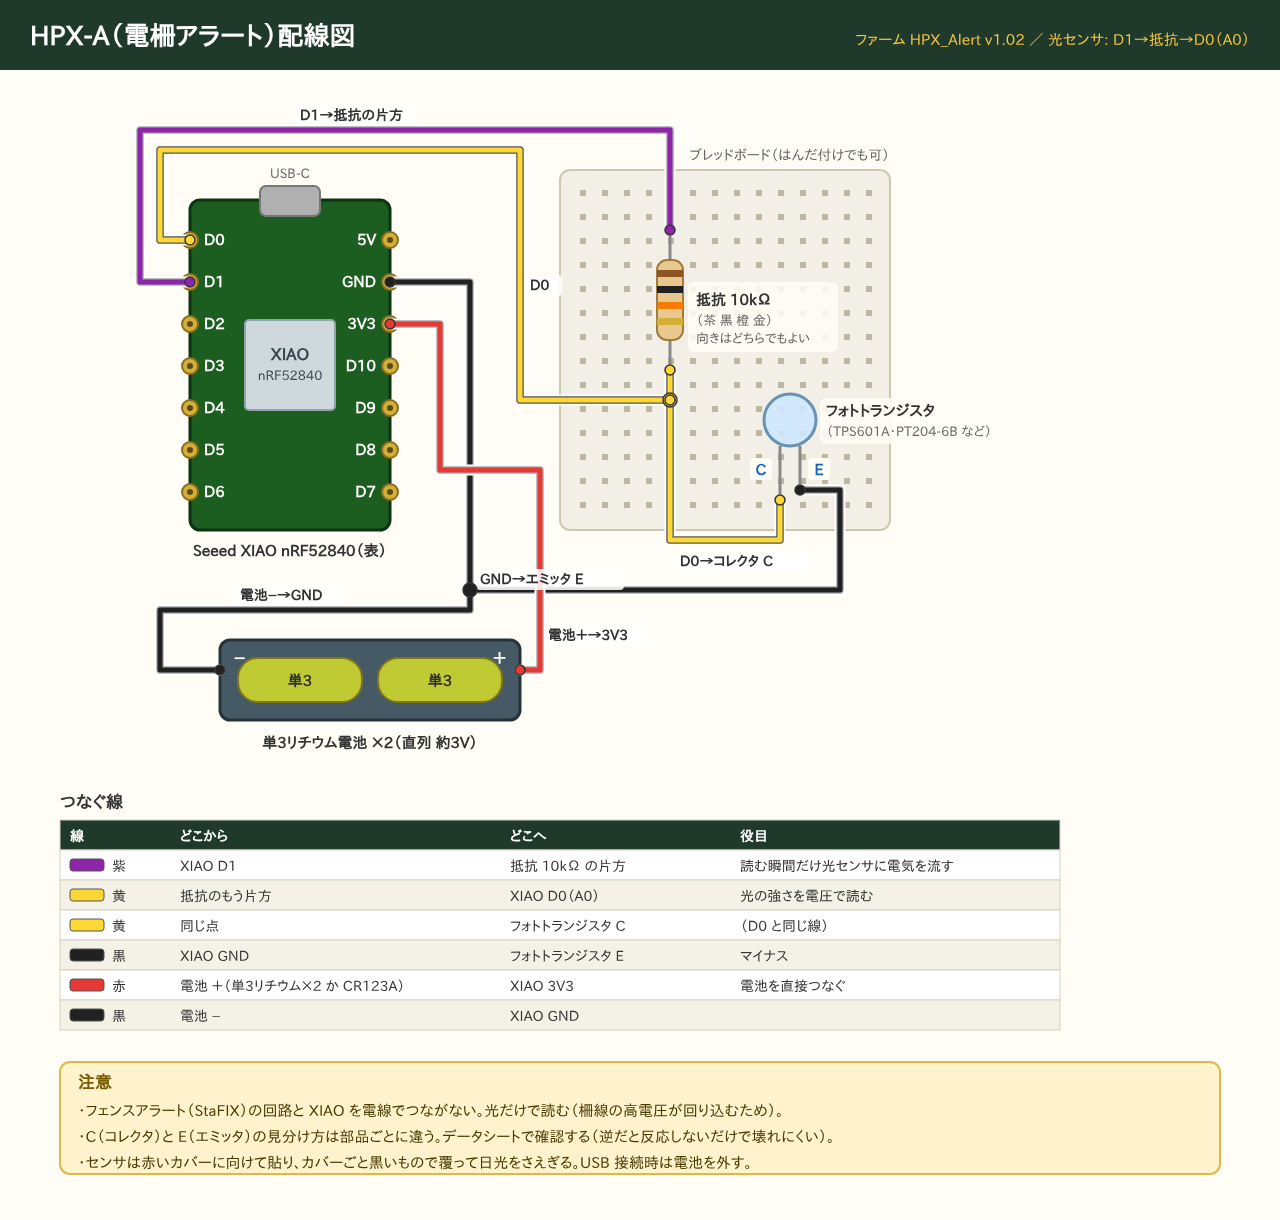 HPX-A（電柵アラート）配線図
ファーム HPX_Alert v1.02 ／ 光センサ: D1→抵抗→D0（A0）
D1→抵抗の片方
ブレッドボード（はんだ付けでも可）
USB-C
D0 5V
D1 GND
D2 3V3
D3 D10
D4 D9
D5 D8
D6 D7
XIAO
nRF52840
Seeed XIAO nRF52840（表）
D0
抵抗 10kΩ
（茶 黒 橙 金）
向きはどちらでもよい
フォトトランジスタ
（TPS601A・PT204-6B など）
C E
D0→コレクタ C
GND→エミッタ E
電池−→GND
電池＋→3V3
− +
単3 単3
単3リチウム電池 ×2（直列 約3V）
つなぐ線
線 どこから どこへ 役目
紫 XIAO D1 抵抗 10kΩ の片方 読む瞬間だけ光センサに電気を流す
黄 抵抗のもう片方 XIAO D0（A0） 光の強さを電圧で読む
黄 同じ点 フォトトランジスタ C （D0 と同じ線）
黒 XIAO GND フォトトランジスタ E マイナス
赤 電池 ＋（単3リチウム×2 か CR123A） XIAO 3V3 電池を直接つなぐ
黒 電池 − XIAO GND
注意
・フェンスアラート（StaFIX）の回路と XIAO を電線でつながない。光だけで読む（柵線の高電圧が回り込むため）。
・C（コレクタ）と E（エミッタ）の見分け方は部品ごとに違う。データシートで確認する（逆だと反応しないだけで壊れにくい）。
・センサは赤いカバーに向けて貼り、カバーごと黒いもので覆って日光をさえぎる。USB 接続時は電池を外す。